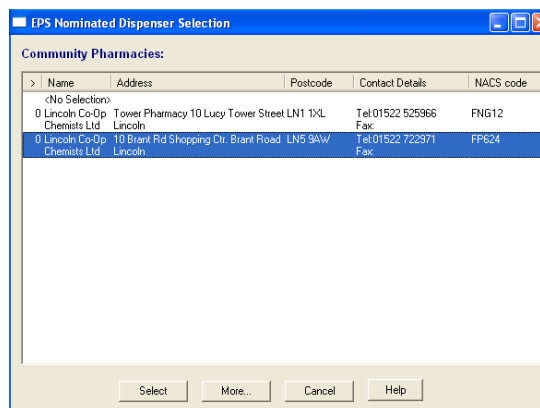 EPS Nominated Dispenser Selection
Community Pharmacies:
> Name Address Postcode Contact Details NACS code
<No Selection>
0 Lincoln Co-Op Tower Pharmacy 10 Lucy Tower Street LN1 1XL Tel:01522 525966 FNG12
Chemists Ltd Lincoln Fax:
0 Lincoln Co-Op 10 Brant Rd Shopping Ctr. Brant Road LN5 9AW Tel:01522 722971 FP624
Chemists Ltd Lincoln Fax:
Select More... Cancel Help